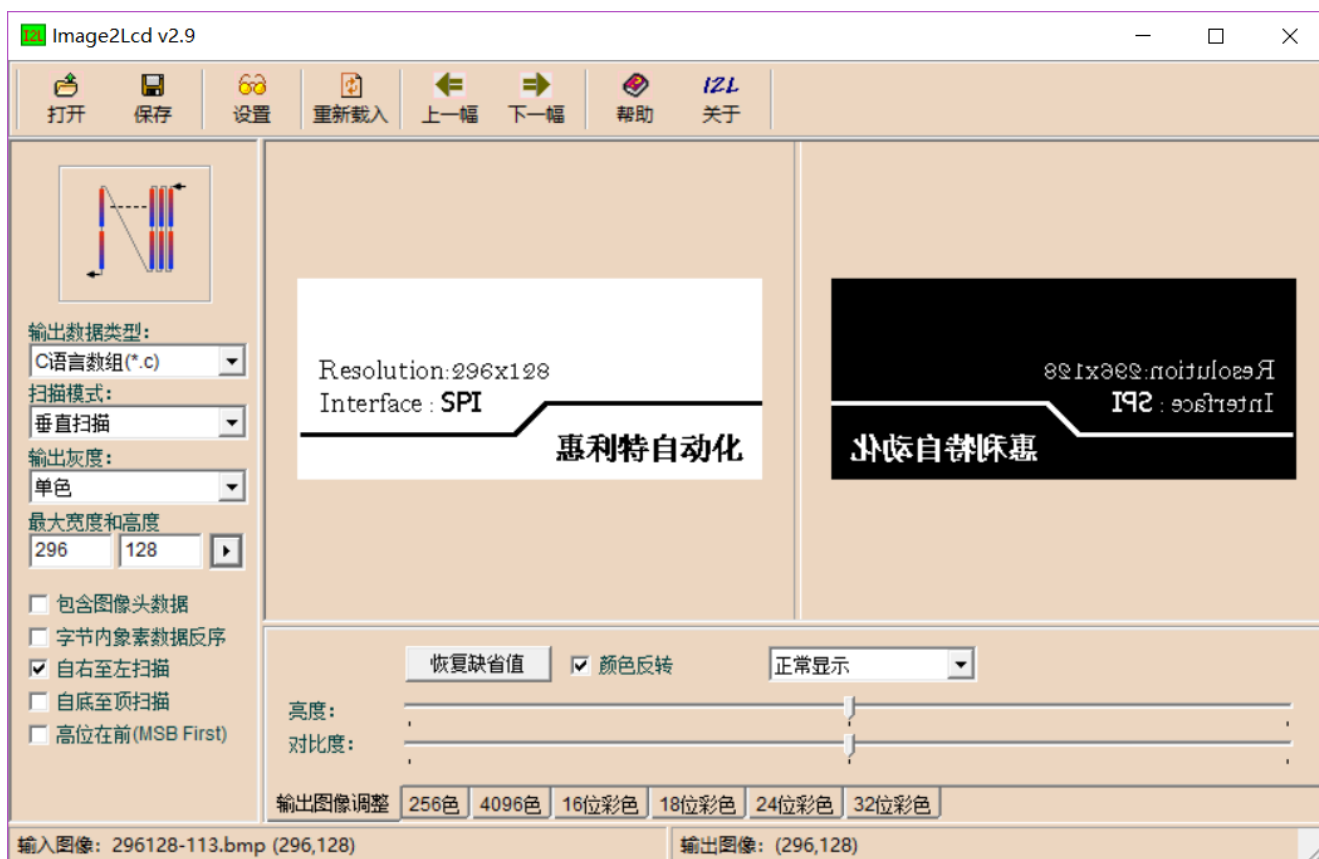 I2L Image2Lcd v2.9
打开 保存 设置 重新载入 上一幅 下一幅 帮助 关于
I2L
输出数据类型:
C语言数组(*.c)
扫描模式:
垂直扫描
输出灰度:
单色
最大宽度和高度
296 128
包含图像头数据
字节内象素数据反序
自右至左扫描
自底至顶扫描
高位在前(MSB First)
Resolution:296x128
Interface : SPI
惠利特自动化
Resolution:296x128
Interface : SPI
惠利特自动化
恢复缺省值 颜色反转 正常显示
亮度:
对比度:
输出图像调整 256色 4096色 16位彩色 18位彩色 24位彩色 32位彩色
输入图像: 296128-113.bmp (296,128) 输出图像: (296,128)